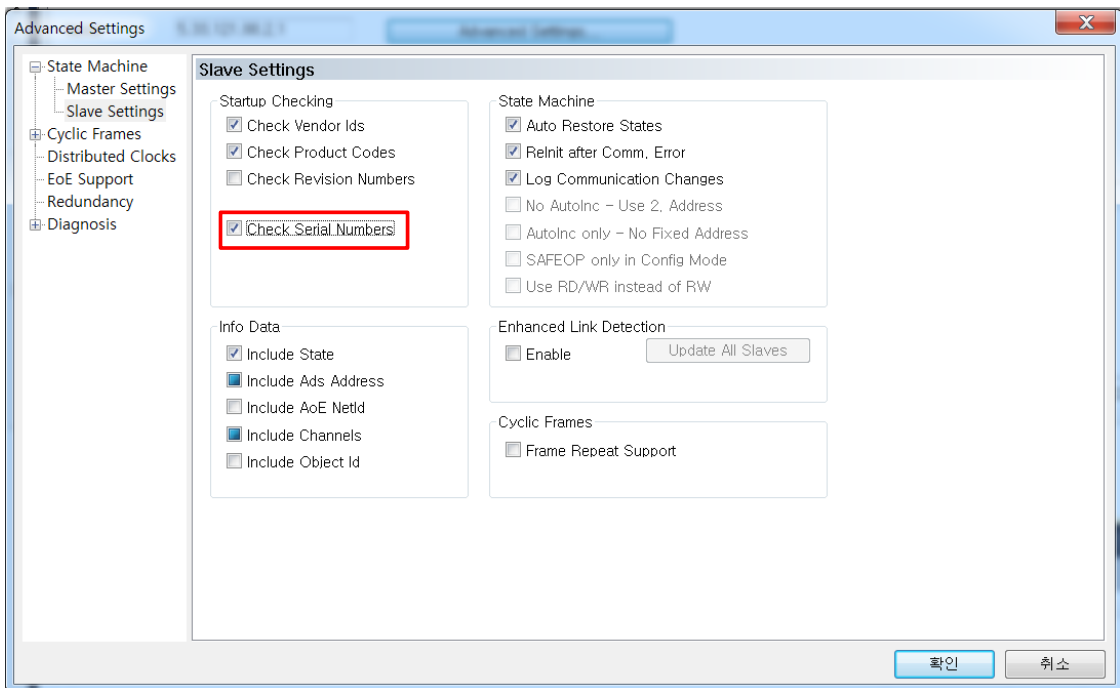 Advanced Settings
State Machine
Master Settings
Slave Settings
Cyclic Frames
Distributed Clocks
EoE Support
Redundancy
Diagnosis
Slave Settings
Startup Checking
Check Vendor Ids
Check Product Codes
Check Revision Numbers
Check Serial Numbers
State Machine
Auto Restore States
ReInit after Comm. Error
Log Communication Changes
No AutoInc - Use 2. Address
AutoInc only - No Fixed Address
SAFEOP only in Config Mode
Use RD/WR instead of RW
Info Data
Include State
Include Ads Address
Include AoE NetId
Include Channels
Include Object Id
Enhanced Link Detection
Enable
Update All Slaves
Cyclic Frames
Frame Repeat Support
확인
취소